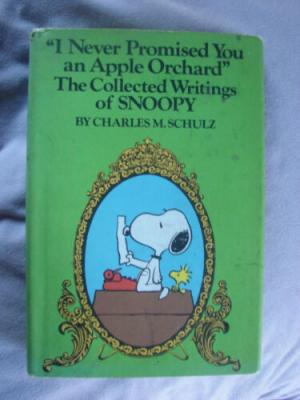 "I Never Promised You
an Apple Orchard"
The Collected Writings
of SNOOPY
BY CHARLES M. SCHULZ